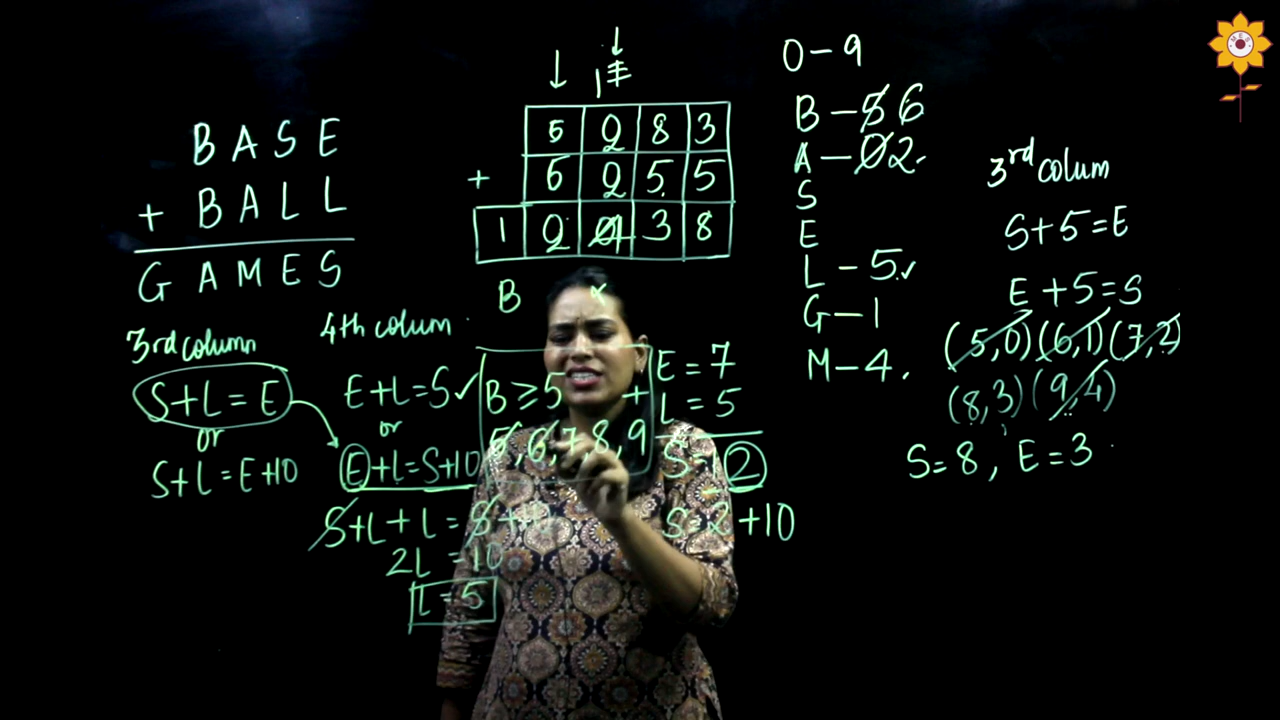 BASE
+ BALL
GAMES
3rd column
S+L=E
or
S+L=E+10
4th colum
E+L=S✓
or
E+L=S+10
S+L+L=S+10
2L=10
L=5
↓ ↓
1
5 2 8 3
+ 6 2 5 5
1 2 4 3 8
B
B≥5
5,6,7,8,9
E=7
+ L=5
S=12
S=2+10
O-9
B-5 6
A-0 2
S
E
L-5✓
G-1
M-4.
3rd colum
S+5=E
E+5=S
(5,0)(6,1)(7,2)
(8,3)(9,4)
S=8, E=3